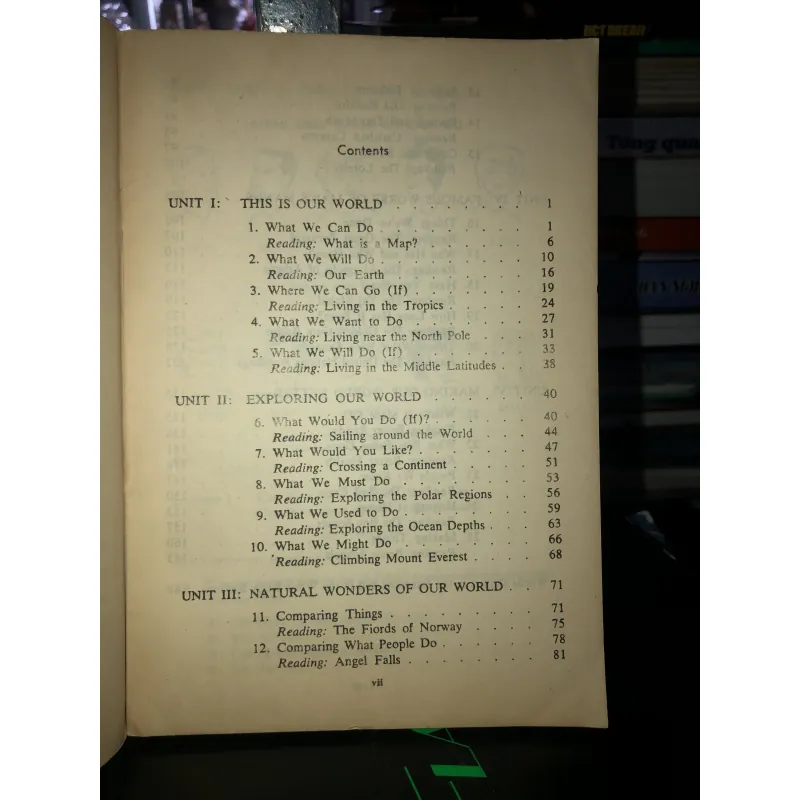 Contents
UNIT I: THIS IS OUR WORLD . . . . . . . . 1
1. What We Can Do . . . . . . . . . 1
Reading: What is a Map? . . . . . . 6
2. What We Will Do . . . . . . . . . 10
Reading: Our Earth . . . . . . . . 16
3. Where We Can Go (If) . . . . . . . 19
Reading: Living in the Tropics . . . . . 24
4. What We Want to Do . . . . . . . 27
Reading: Living near the North Pole . . . . 31
5. What We Will Do (If) . . . . . . . 33
Reading: Living in the Middle Latitudes . . 38
UNIT II: EXPLORING OUR WORLD . . . . . . 40
6. What Would You Do (If)? . . . . . . 40
Reading: Sailing around the World . . . 44
7. What Would You Like? . . . . . . . 47
Reading: Crossing a Continent . . . . . 51
8. What We Must Do . . . . . . . . 53
Reading: Exploring the Polar Regions . . 56
9. What We Used to Do . . . . . . . . 59
Reading: Exploring the Ocean Depths . . . 63
10. What We Might Do . . . . . . . . 66
Reading: Climbing Mount Everest . . . . 68
UNIT III: NATURAL WONDERS OF OUR WORLD . . 71
11. Comparing Things . . . . . . . . . 71
Reading: The Fiords of Norway . . . . 75
12. Comparing What People Do . . . . . . 78
Reading: Angel Falls . . . . . . . . 81
vii
Tổng qua